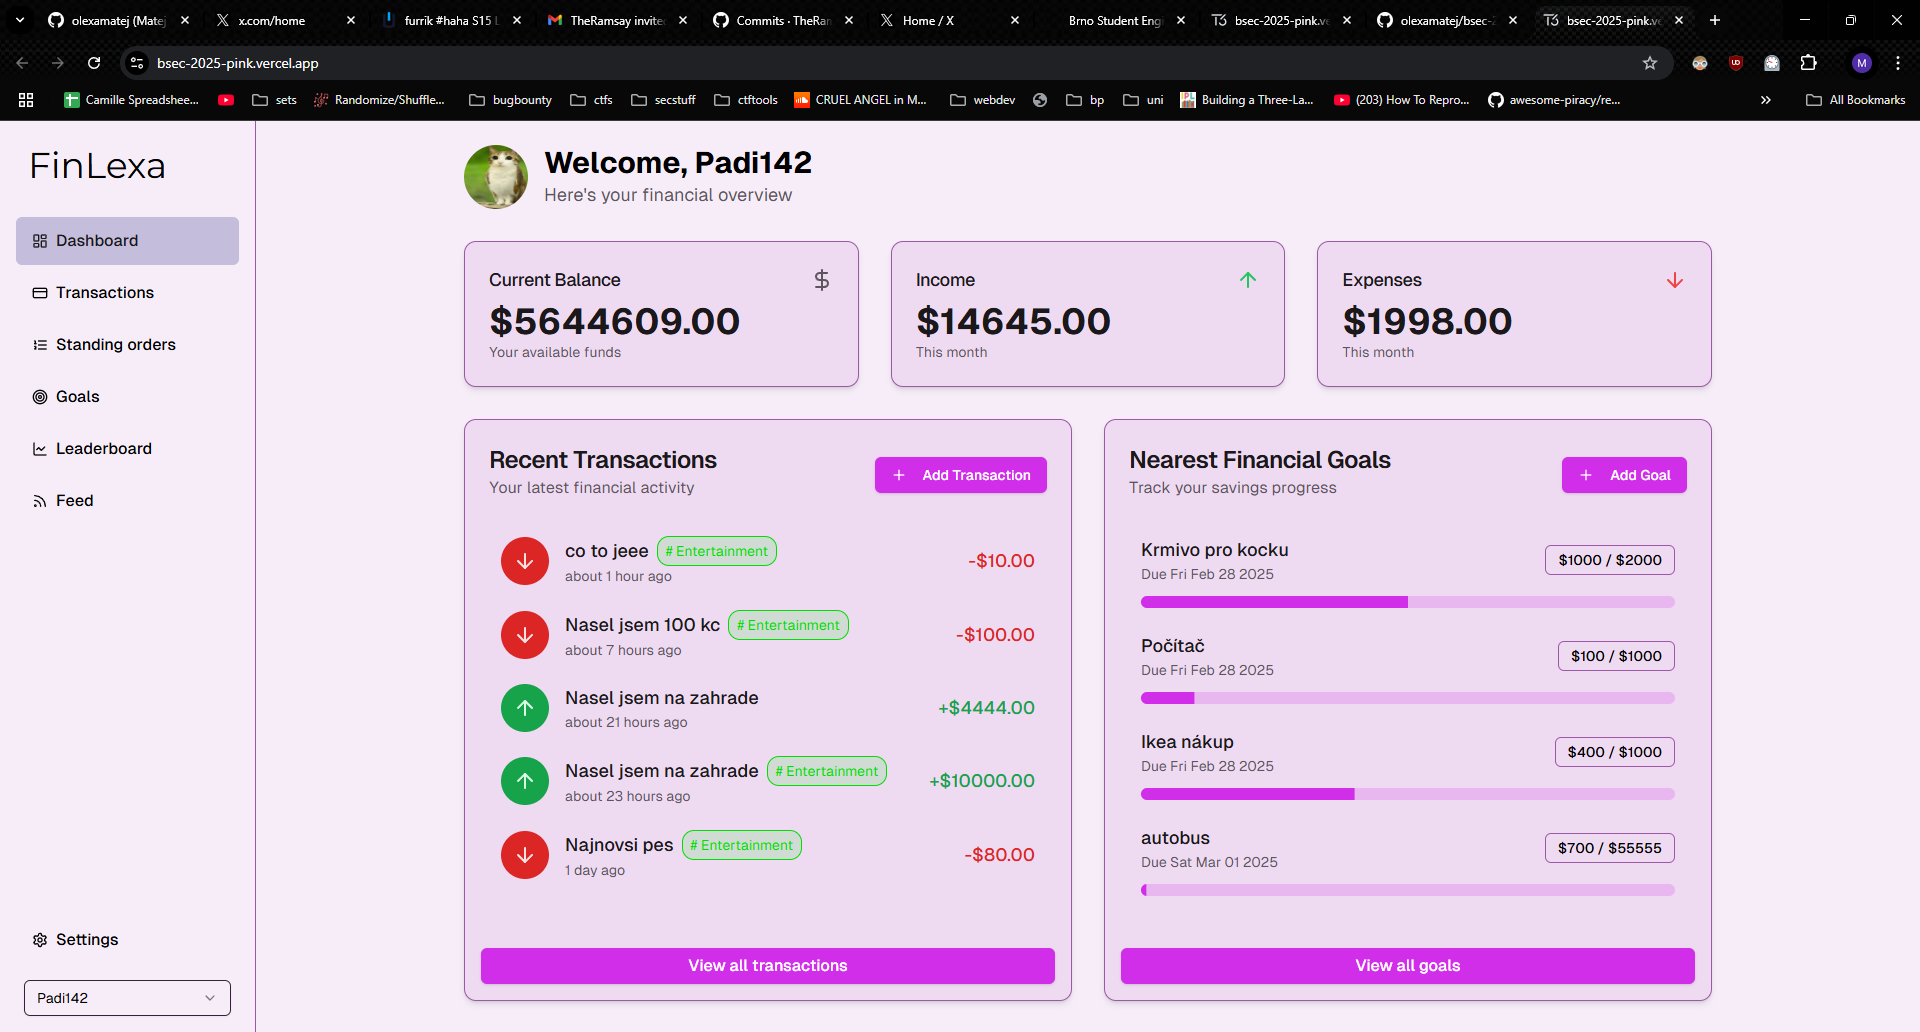 olexamatej (Matej
x.com/home
furrik #haha S15 L
TheRamsay invited
Commits · TheRam
Home / X
Brno Student Engi
bsec-2025-pink.ve
olexamatej/bsec-2
bsec-2025-pink.ve
bsec-2025-pink.vercel.app
M
Camille Spreadshee...
sets
Randomize/Shuffle...
bugbounty
ctfs
secstuff
ctftools
CRUEL ANGEL in M...
webdev
bp
uni
Building a Three-La...
(203) How To Repro...
awesome-piracy/re...
All Bookmarks
FinLexa
Dashboard
Transactions
Standing orders
Goals
Leaderboard
Feed
Settings
Padi142
Welcome, Padi142
Here's your financial overview
Current Balance
$
$5644609.00
Your available funds
Income
$14645.00
This month
Expenses
$1998.00
This month
Recent Transactions
Your latest financial activity
+ Add Transaction
co to jeee # Entertainment
about 1 hour ago
-$10.00
Nasel jsem 100 kc # Entertainment
about 7 hours ago
-$100.00
Nasel jsem na zahrade
about 21 hours ago
+$4444.00
Nasel jsem na zahrade # Entertainment
about 23 hours ago
+$10000.00
Najnovsi pes # Entertainment
1 day ago
-$80.00
View all transactions
Nearest Financial Goals
Track your savings progress
+ Add Goal
Krmivo pro kocku
Due Fri Feb 28 2025
$1000 / $2000
Počítač
Due Fri Feb 28 2025
$100 / $1000
Ikea nákup
Due Fri Feb 28 2025
$400 / $1000
autobus
Due Sat Mar 01 2025
$700 / $55555
View all goals